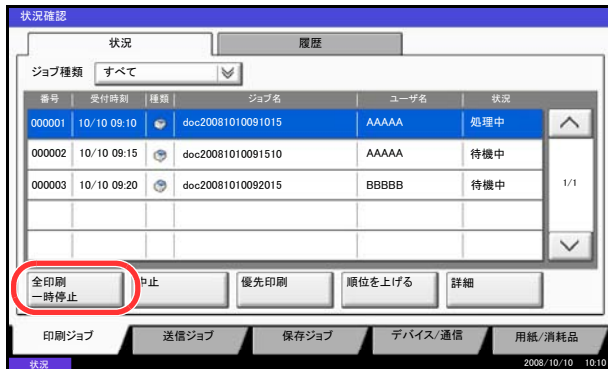 状況確認
状況 履歴
ジョブ種類 すべて
番号 受付時刻 種類 ジョブ名 ユーザ名 状況
000001 10/10 09:10 doc20081010091015 AAAAA 処理中
000002 10/10 09:15 doc20081010091510 AAAAA 待機中
000003 10/10 09:20 doc20081010092015 BBBBB 待機中
1/1
全印刷
一時停止
中止 優先印刷 順位を上げる 詳細
印刷ジョブ 送信ジョブ 保存ジョブ デバイス/通信 用紙/消耗品
状況 2008/10/10 10:10